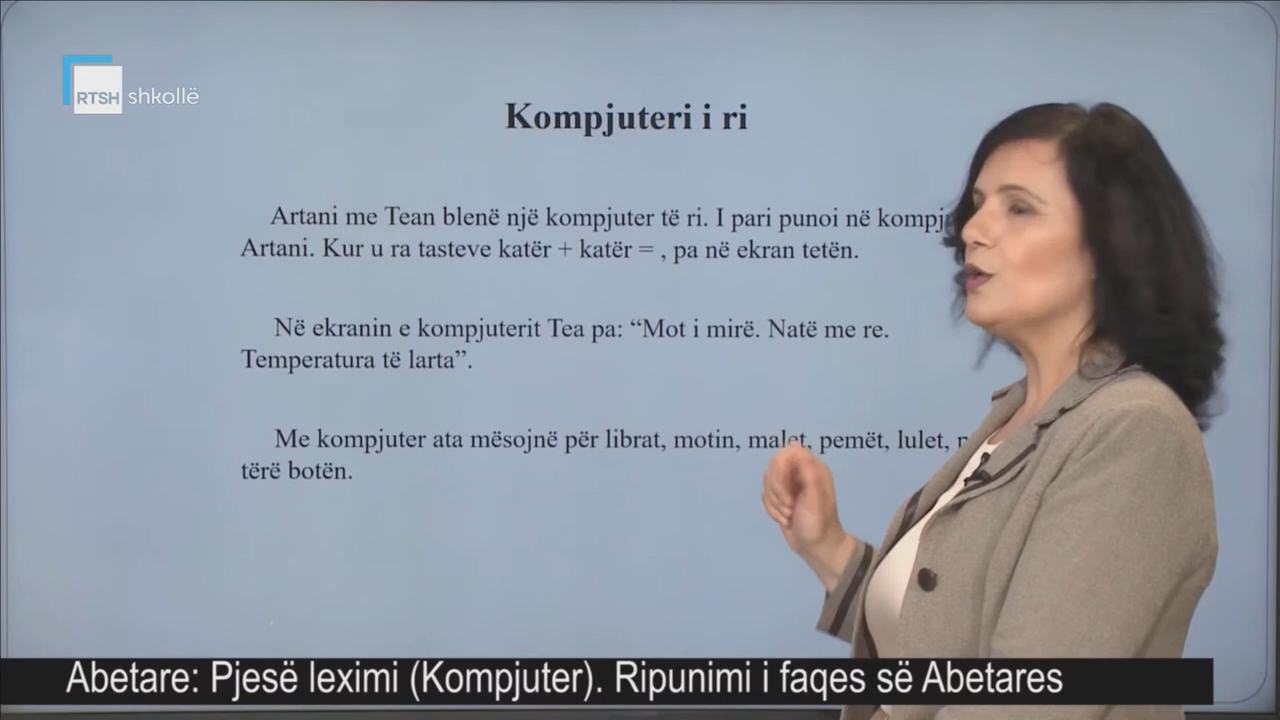 RTSH shkollë
Kompjuteri i ri
Artani me Tean blenë një kompjuter të ri. I pari punoi në
Artani. Kur u ra tasteve katër + katër = , pa në ekran tetën.
Në ekranin e kompjuterit Tea pa: “Mot i mirë. Natë me re.
Temperatura të larta”.
Me kompjuter ata mësojnë për librat, motin, malet, pemët, lulet,
tërë botën.
Abetare: Pjesë leximi (Kompjuter). Ripunimi i faqes së Abetares